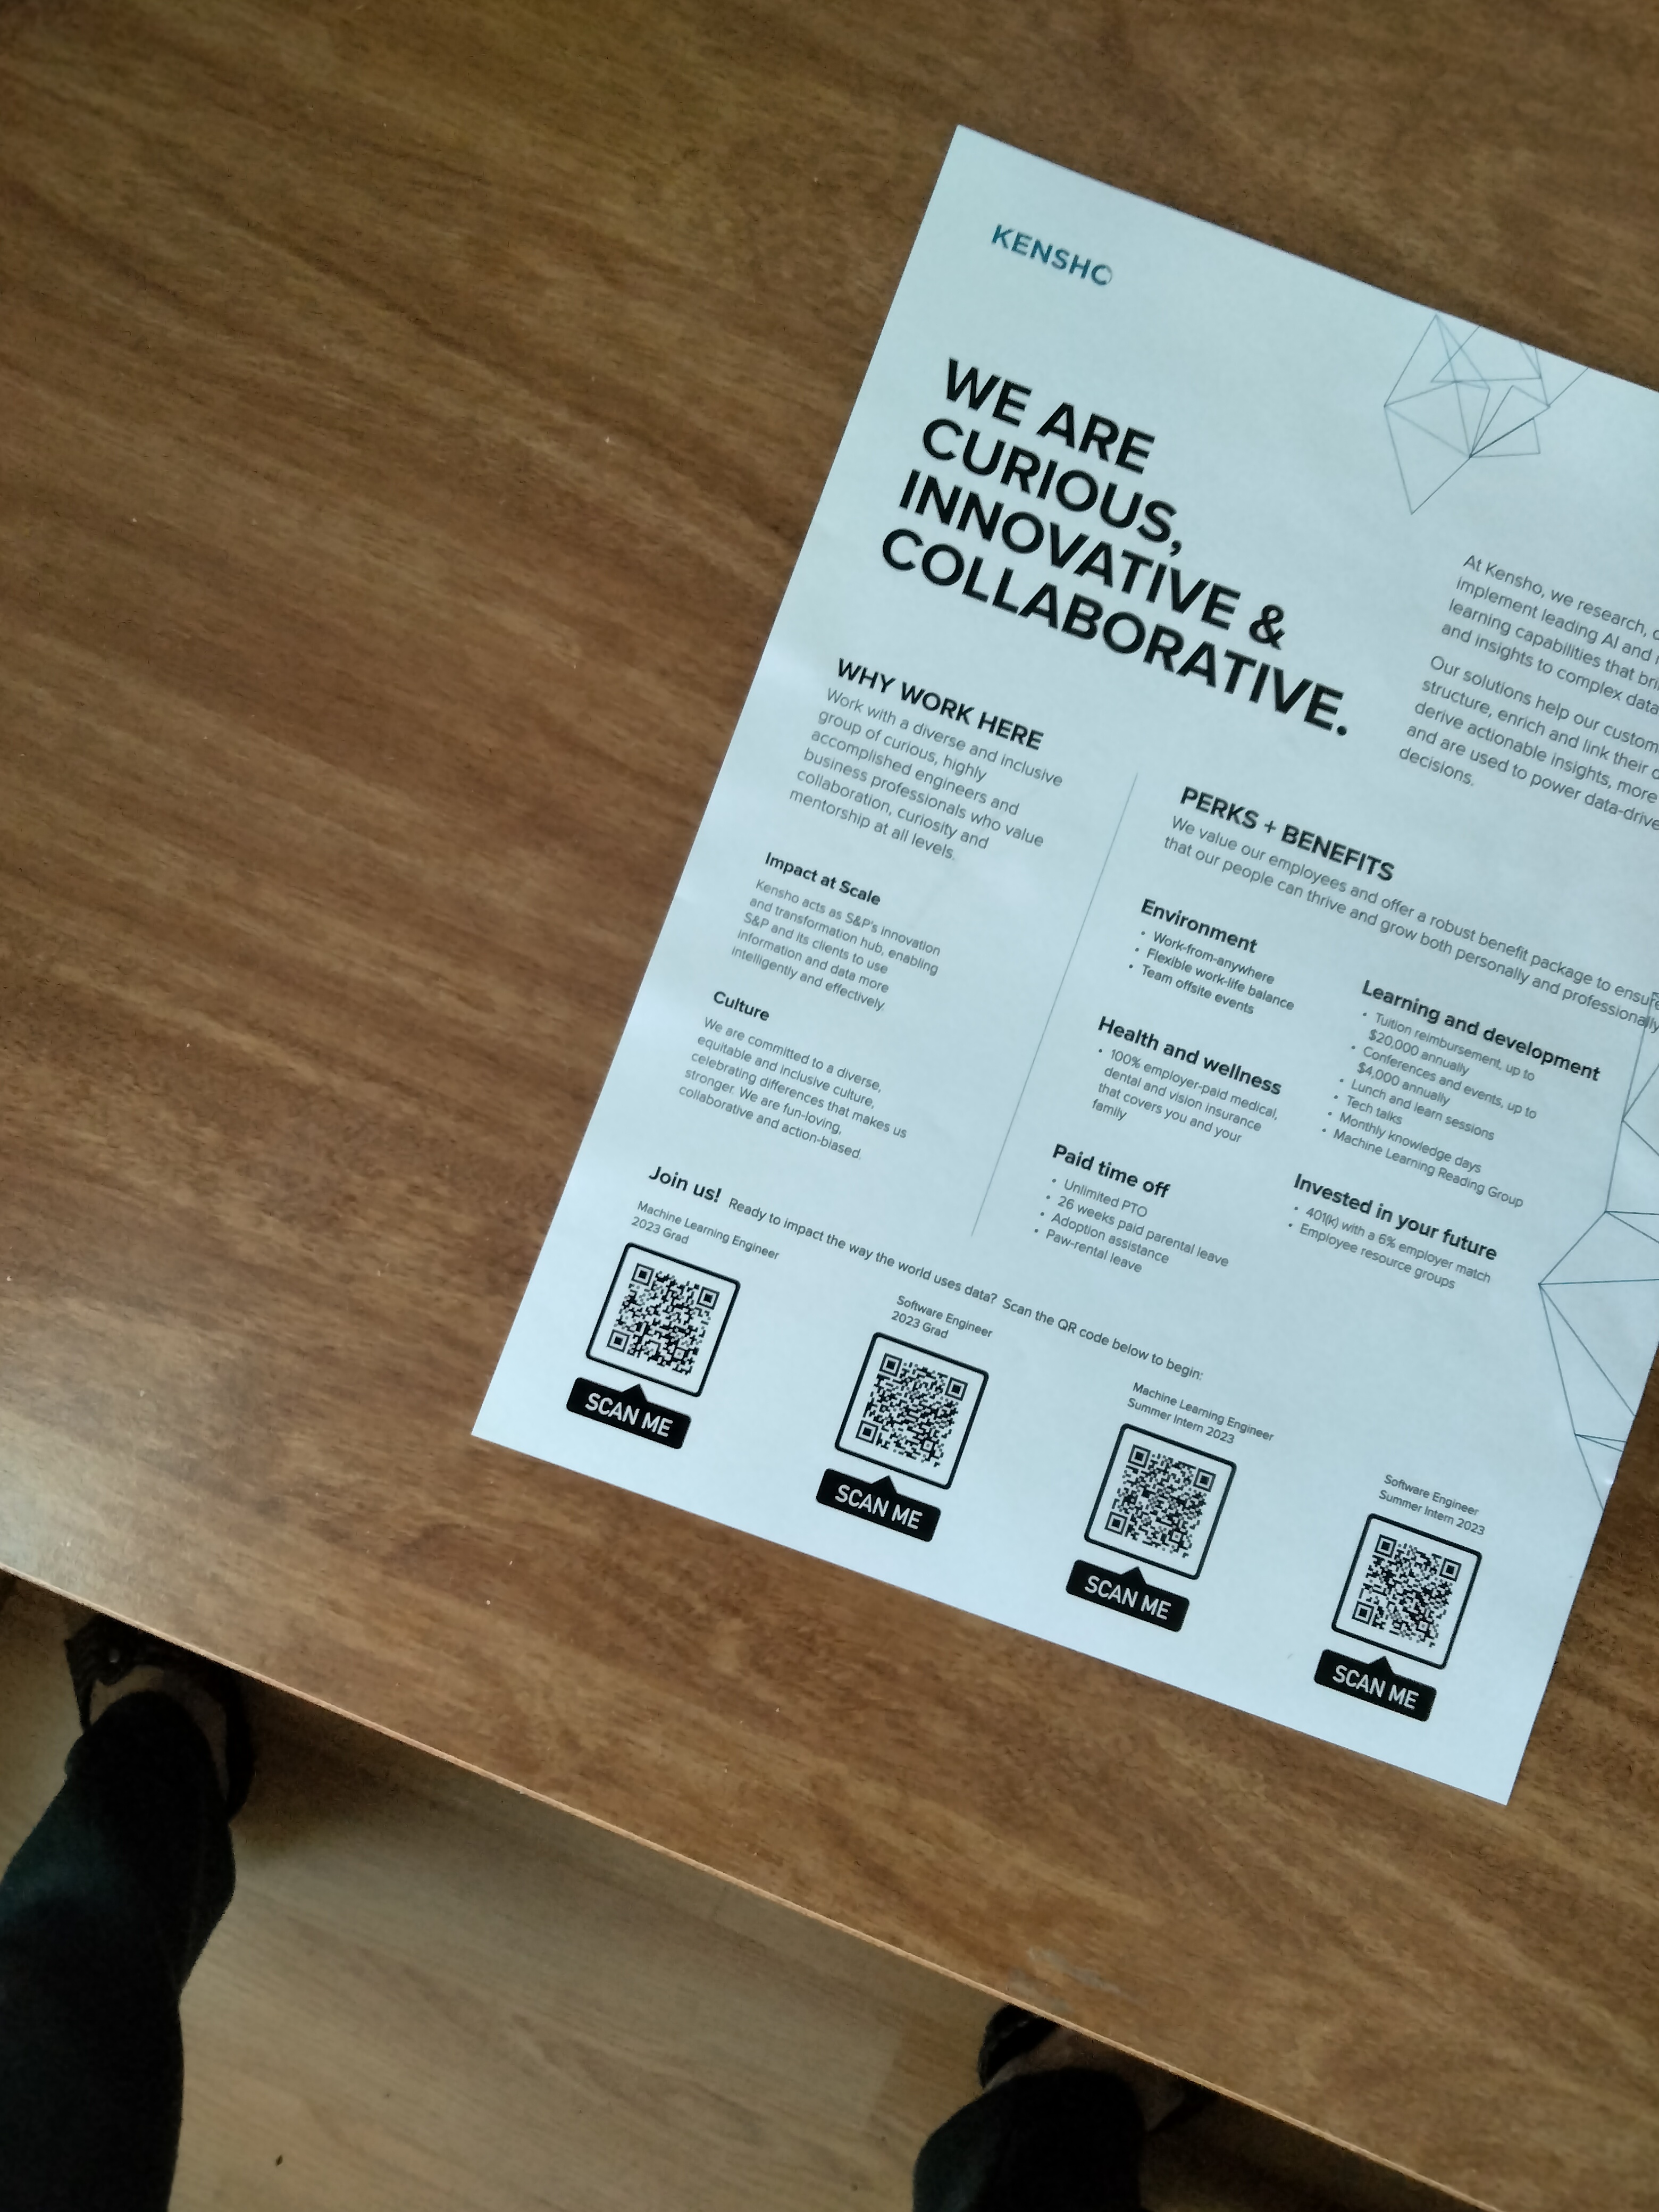 KENSHO
WE ARE
CURIOUS,
INNOVATIVE &
COLLABORATIVE.
At Kensho, we research,
implement leading AI and
learning capabilities that
and insights to complex data
Our solutions help our
structure, enrich and link their
derive actionable insights, more
and are used to power
decisions.
WHY WORK HERE
Work with a diverse and inclusive
group of curious, highly
accomplished engineers and
business professionals who value
collaboration, curiosity and
mentorship at all levels.
Impact at Scale
Kensho acts as S&P's innovation
and transformation hub, enabling
S&P and its clients to use
information and data more
intelligently and effectively.
Culture
We are committed to a diverse,
equitable and inclusive culture,
celebrating differences that makes us
stronger. We are fun-loving,
collaborative and action-biased.
PERKS + BENEFITS
We value our employees and offer a robust benefit package to ensure
that our people can thrive and grow both personally and professionally
Environment
• Work-from-anywhere
• Flexible work-life balance
• Team offsite events
Health and wellness
• 100% employer-paid medical,
dental and vision insurance
that covers you and your
family
Paid time off
• Unlimited PTO
• 26 weeks paid parental leave
• Adoption assistance
• Paw-rental leave
Learning and development
• Tuition reimbursement, up to
$20,000 annually
• Conferences and events, up to
$4,000 annually
• Lunch and learn sessions
• Tech talks
• Monthly knowledge days
• Machine Learning Reading Group
Invested in your future
• 401(k) with a 6% employer match
• Employee resource groups
Join us! Ready to impact the way the world uses data? Scan the QR code below to begin:
Machine Learning Engineer
2023 Grad
SCAN ME
Software Engineer
2023 Grad
SCAN ME
Machine Learning Engineer
Summer Intern 2023
SCAN ME
Software Engineer
Summer Intern 2023
SCAN ME